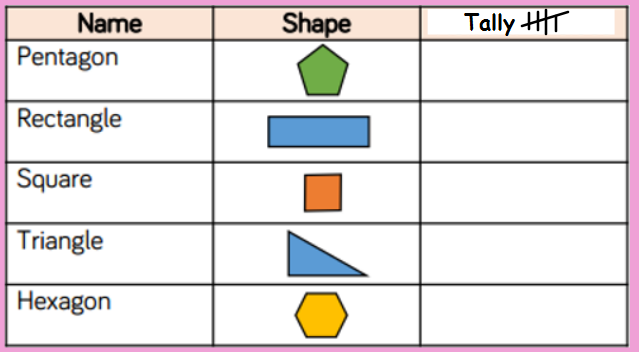 Name Shape Tally
Pentagon
Rectangle
Square
Triangle
Hexagon